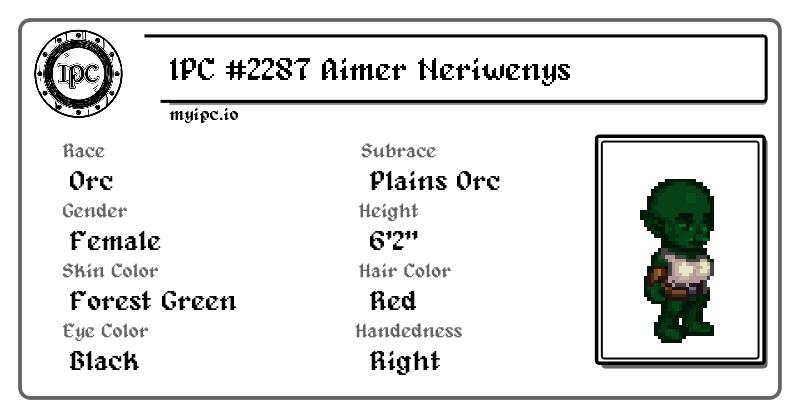 IPC
IPC #2287 Aimer Neriwenys
myipc.io
Race
Orc
Subrace
Plains Orc
Gender
Female
Height
6'2"
Skin Color
Forest Green
Hair Color
Red
Eye Color
Black
Handedness
Right